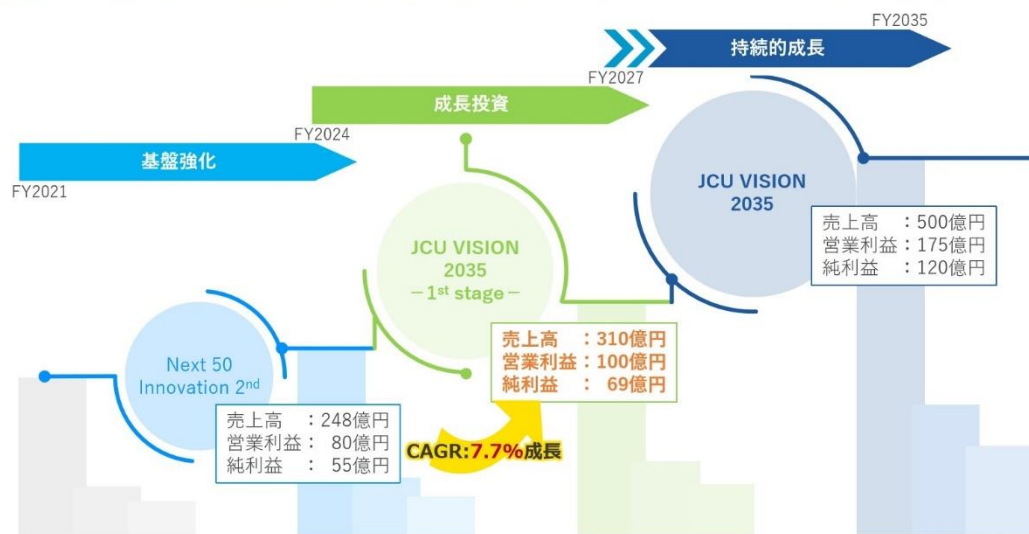 FY2035
持続的成長
FY2027
成長投資
FY2024
基盤強化
FY2021
JCU VISION
2035
売上高 ：500億円
営業利益：175億円
純利益 ：120億円
JCU VISION
2035
－1st stage－
売上高 ：310億円
営業利益：100億円
純利益 ： 69億円
Next 50
Innovation 2nd
売上高 ：248億円
営業利益： 80億円
純利益 ： 55億円
CAGR:7.7%成長